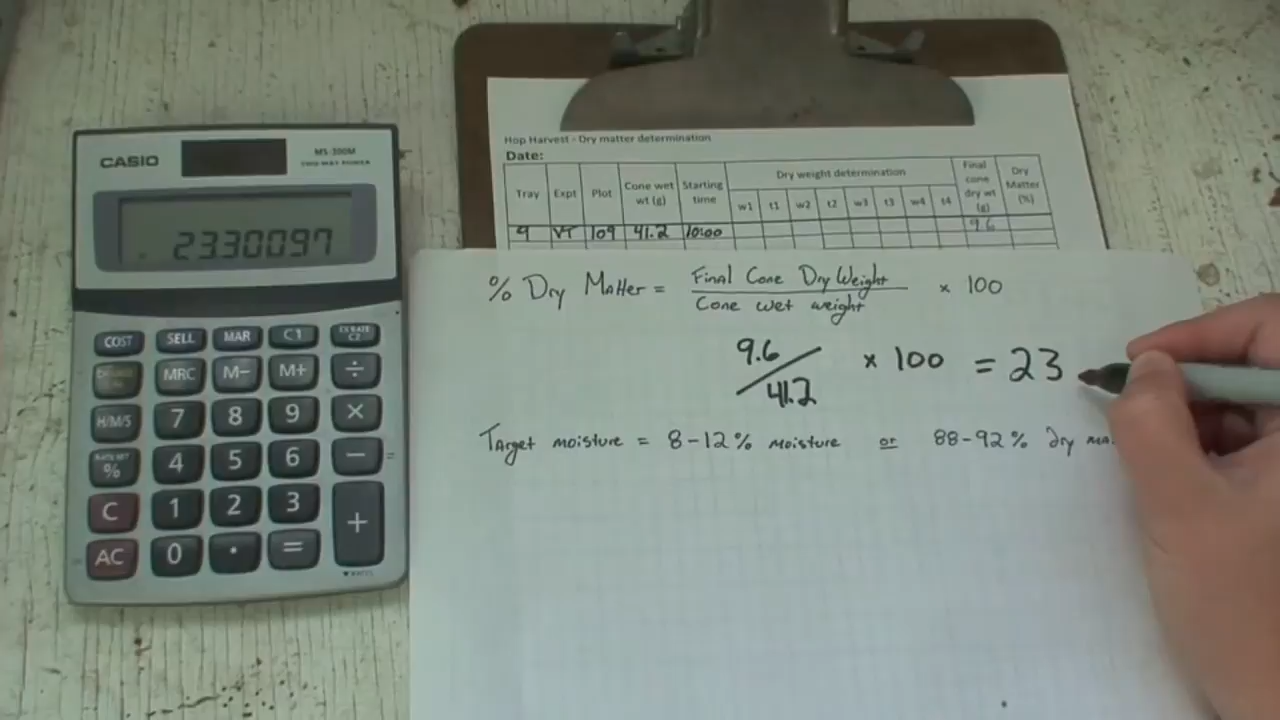 Hop Harvest - Dry matter determination
Date:
Tray Expt Plot Cone wet wt (g) Starting time Dry weight determination w1 t1 w2 t2 w3 t3 w4 t4 Final cone dry wt (g) Dry Matter (%)
9 VT 109 41.2 10:00 9.6
CASIO MS-300M
TWO WAY POWER
23.30097
COST SELL MAR C1 C2
MRC M- M+ ÷
H/M/S 7 8 9 ×
% 4 5 6 −
C 1 2 3 +
AC 0 . =
% Dry Matter = Final Cone Dry Weight / Cone wet weight x 100
9.6 / 41.2 x 100 = 23
Target moisture = 8-12% moisture or 88-92% dry